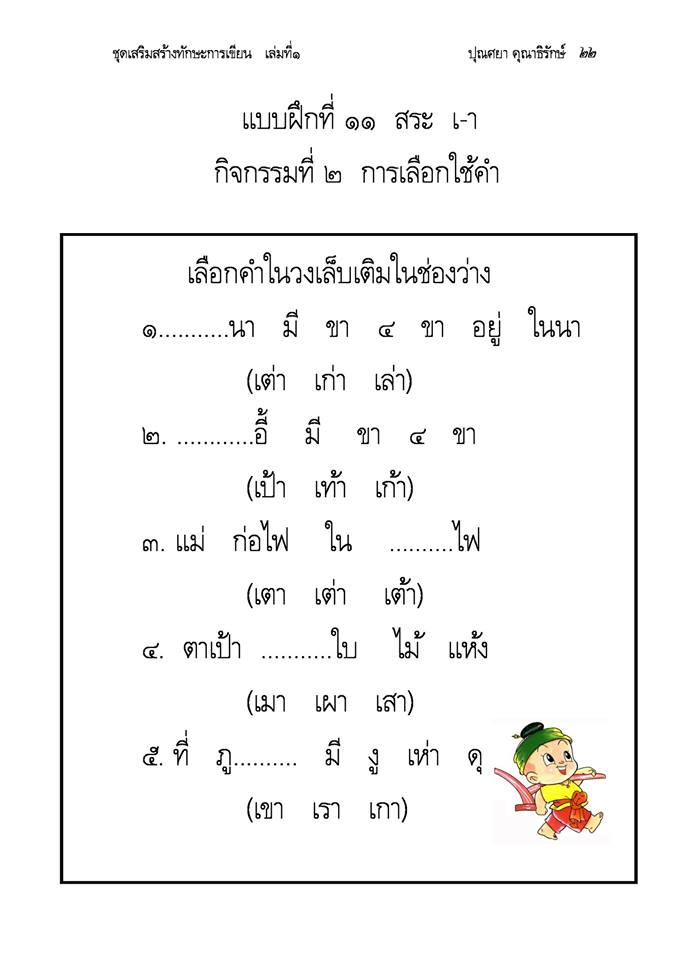 ชุดเสริมสร้างทักษะการเขียน เล่มที่๑ ปุณศยา คุณาธิรักษ์ ๒๒
แบบฝึกที่ ๑๑ สระ เ-า
กิจกรรมที่ ๒ การเลือกใช้คำ
เลือกคำในวงเล็บเติมในช่องว่าง
๑...........นา มี ขา ๔ ขา อยู่ ในนา
(เต่า เก่า เล่า)
๒. ............อี้ มี ขา ๔ ขา
(เป้า เท้า เก้า)
๓. แม่ ก่อไฟ ใน ..........ไฟ
(เตา เต่า เต้า)
๔. ตาเป้า ...........ใบ ไม้ แห้ง
(เมา เผา เสา)
๕. ที่ ภู.......... มี งู เห่า ดุ
(เขา เรา เกา)